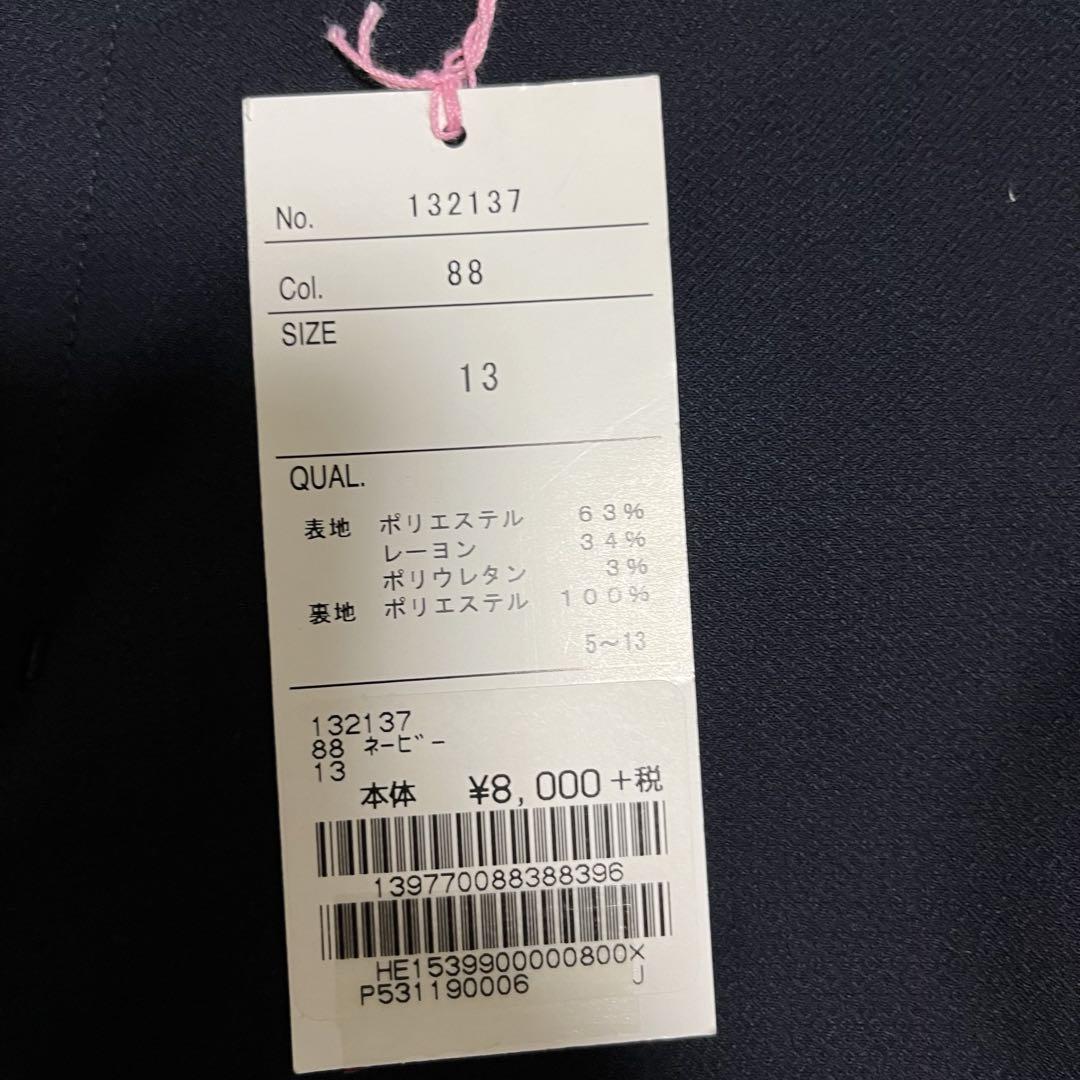 No. 132137
Col. 88
SIZE
13
QUAL.
表地 ポリエステル 63%
レーヨン 34%
ポリウレタン 3%
裏地 ポリエステル 100%
5〜13
132137
88 ネービー
13
本体 ¥8,000+税
139770088388396
HE1539900000800X
P531190006 J